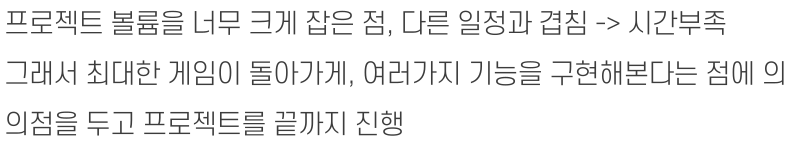 프로젝트 볼륨을 너무 크게 잡은 점, 다른 일정과 겹침 -> 시간부족
그래서 최대한 게임이 돌아가게, 여러가지 기능을 구현해본다는 점에 의
의점을 두고 프로젝트를 끝까지 진행